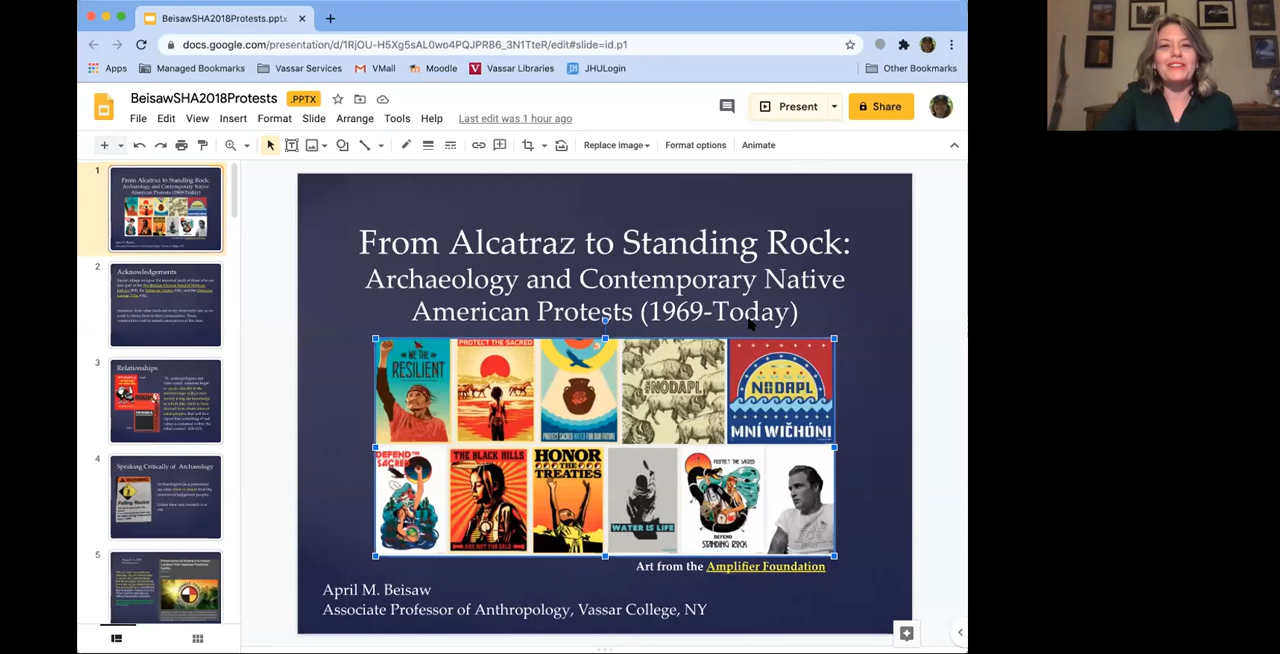 BeisawSHA2018Protests.pptx
docs.google.com/presentation/d/1RjOU-H5Xg5sAL0wo4PQJPR86_3N1TteR/edit#slide=id.p1
Apps Managed Bookmarks Vassar Services VMail Moodle Vassar Libraries JHULogin Other Bookmarks
BeisawSHA2018Protests .PPTX
Present Share
File Edit View Insert Format Slide Arrange Tools Help Last edit was 1 hour ago
Replace image Format options Animate
1
From Alcatraz to Standing Rock:
Archaeology and Contemporary Native
American Protests (1969-Today)
2
Acknowledgements
3
Relationships
4
Speaking Critically of Archaeology
5
From Alcatraz to Standing Rock:
Archaeology and Contemporary Native
American Protests (1969-Today)
WE THE
RESILIENT
PROTECT THE SACRED
PROTECT SACRED WATER FOR OUR FUTURE
#NODAPL
NODAPL
MNÍ WIČHÓNI
DEFEND THE
SACRED
THE BLACK HILLS
ARE NOT FOR SALE
HONOR
THE
TREATIES
WATER IS LIFE
PROTECT THE SACRED
DEFEND
STANDING ROCK
Art from the Amplifier Foundation
April M. Beisaw
Associate Professor of Anthropology, Vassar College, NY